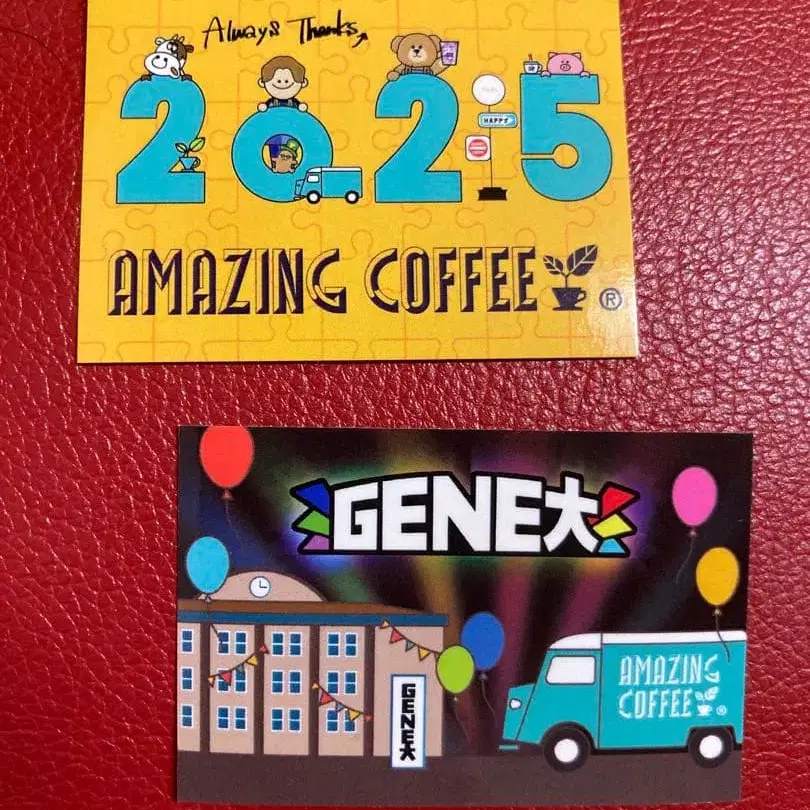 Always Thanks
2025
HAPPY
AMAZING COFFEE ®
GENE大
GENE大
AMAZING
COFFEE ®